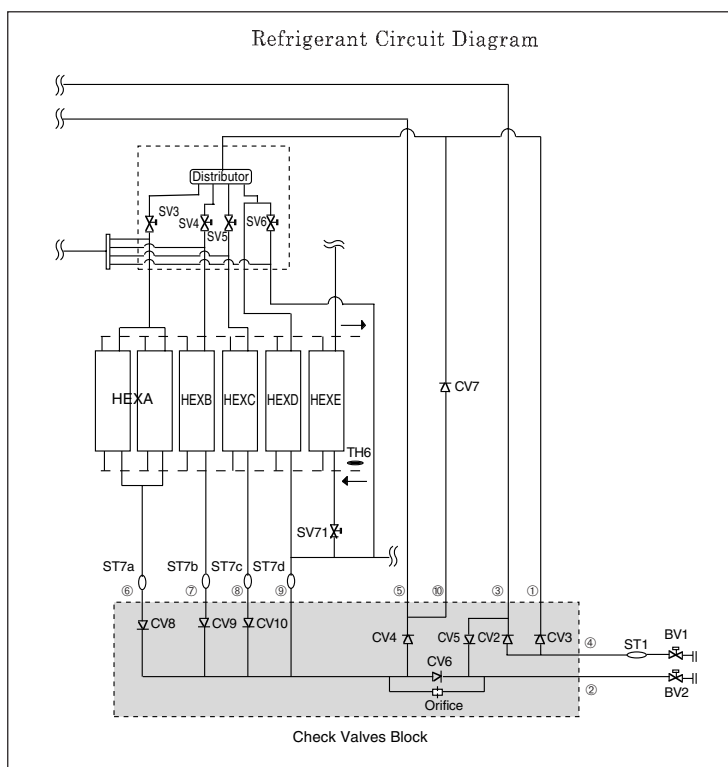 Refrigerant Circuit Diagram
Distributor
SV3
SV4
SV5
SV6
HEXA
HEXB
HEXC
HEXD
HEXE
CV7
TH6
SV71
ST7a
ST7b
ST7c
ST7d
⑥
⑦
⑧
⑨
⑤
⑩
③
①
CV8
CV9
CV10
CV4
CV5
CV2
CV3
④
ST1
BV1
CV6
②
BV2
Orifice
Check Valves Block